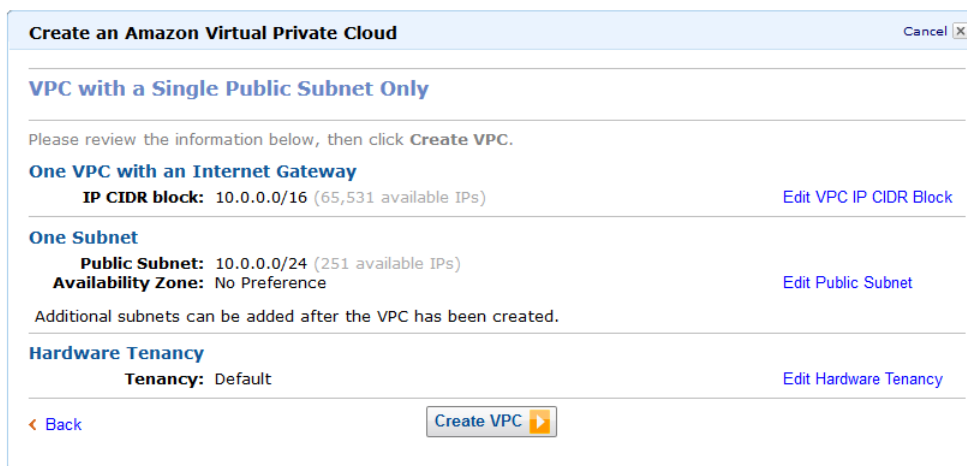 Create an Amazon Virtual Private Cloud Cancel
VPC with a Single Public Subnet Only
Please review the information below, then click Create VPC.
One VPC with an Internet Gateway
IP CIDR block: 10.0.0.0/16 (65,531 available IPs) Edit VPC IP CIDR Block
One Subnet
Public Subnet: 10.0.0.0/24 (251 available IPs)
Availability Zone: No Preference Edit Public Subnet
Additional subnets can be added after the VPC has been created.
Hardware Tenancy
Tenancy: Default Edit Hardware Tenancy
Back Create VPC